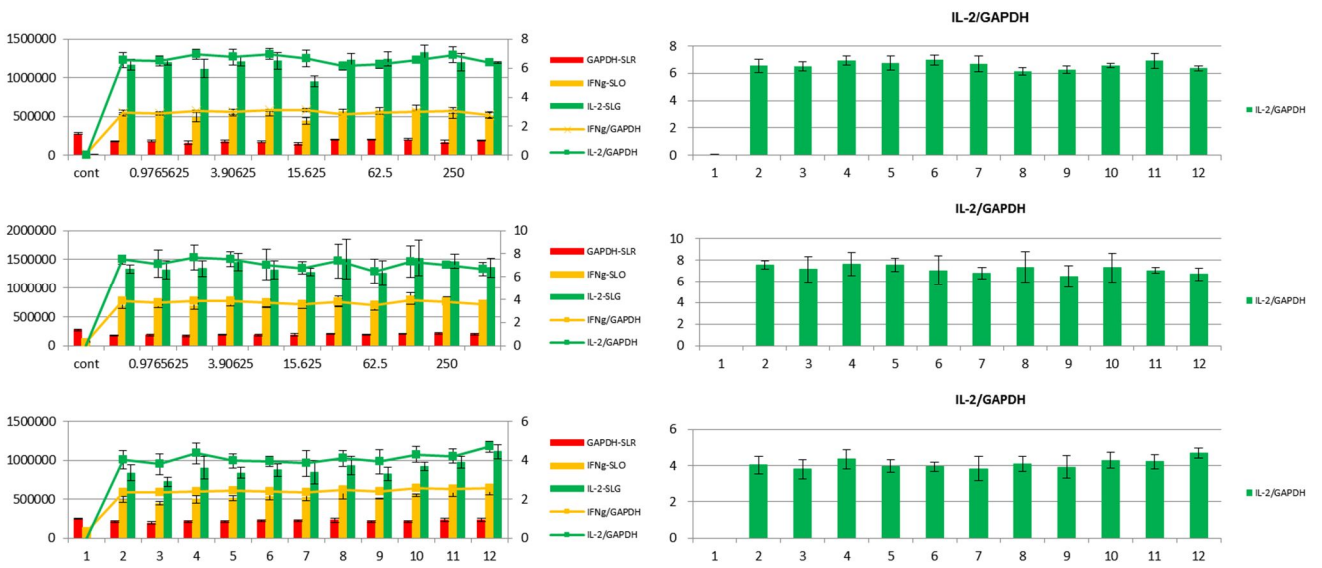 IL-2/GAPDH
1500000
1000000
500000
0
8
6
4
2
0
cont 0.9765625 3.90625 15.625 62.5 250
GAPDH-SLR
IFNg-SLO
IL-2-SLG
IFNg/GAPDH
IL-2/GAPDH
8
6
4
2
0
1 2 3 4 5 6 7 8 9 10 11 12
IL-2/GAPDH
IL-2/GAPDH
2000000
1500000
1000000
500000
0
10
8
6
4
2
0
cont 0.9765625 3.90625 15.625 62.5 250
GAPDH-SLR
IFNg-SLO
IL-2-SLG
IFNg/GAPDH
IL-2/GAPDH
10
8
6
4
2
0
1 2 3 4 5 6 7 8 9 10 11 12
IL-2/GAPDH
IL-2/GAPDH
1500000
1000000
500000
0
6
4
2
0
1 2 3 4 5 6 7 8 9 10 11 12
GAPDH-SLR
IFNg-SLO
IL-2-SLG
IFNg/GAPDH
IL-2/GAPDH
6
4
2
0
1 2 3 4 5 6 7 8 9 10 11 12
IL-2/GAPDH